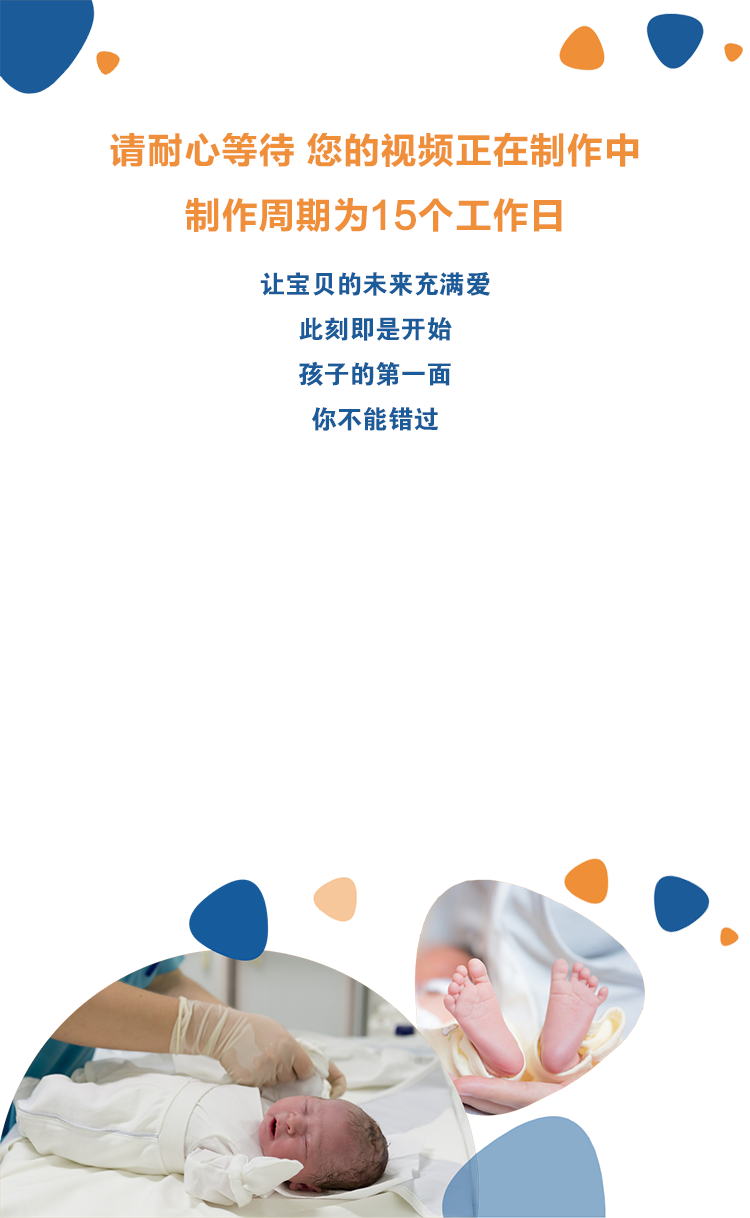 请耐心等待 您的视频正在制作中
制作周期为15个工作日
让宝贝的未来充满爱
此刻即是开始
孩子的第一面
你不能错过